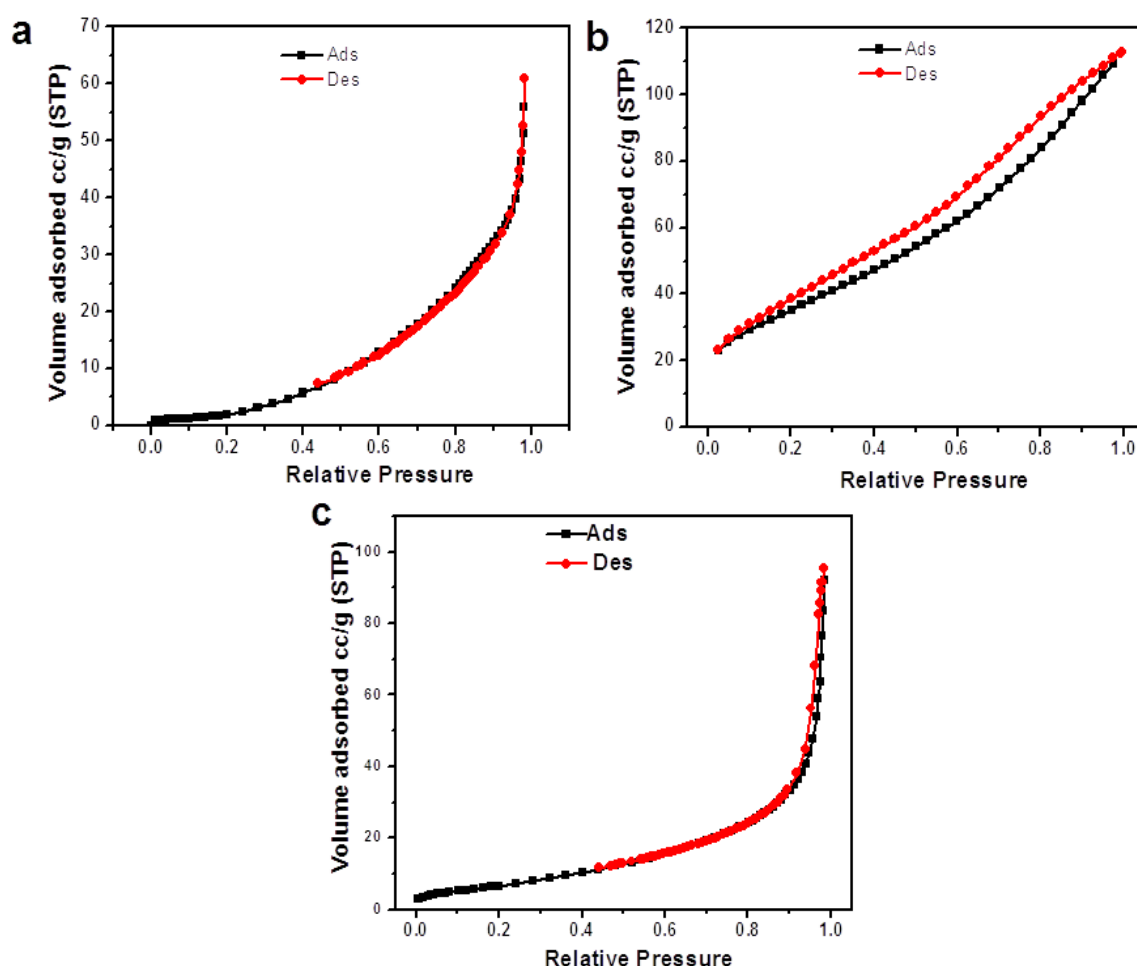 a
Ads
Des
Volume adsorbed cc/g (STP)
70
60
50
40
30
20
10
0
0.0 0.2 0.4 0.6 0.8 1.0
Relative Pressure
b
Ads
Des
Volume adsorbed cc/g (STP)
120
100
80
60
40
20
0
0.0 0.2 0.4 0.6 0.8 1.0
Relative Pressure
c
Ads
Des
Volume adsorbed cc/g (STP)
100
80
60
40
20
0
0.0 0.2 0.4 0.6 0.8 1.0
Relative Pressure